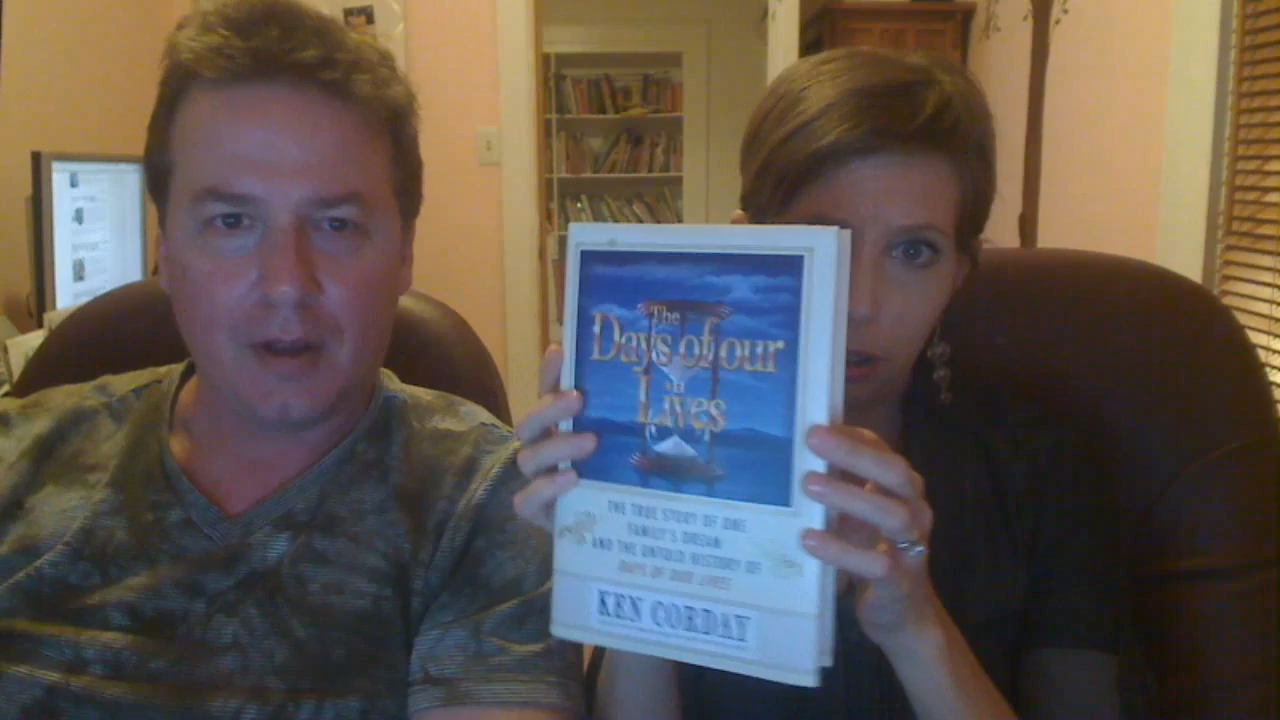 The
Days of our
Lives
THE TRUE STORY OF ONE
FAMILY'S DREAM
AND THE UNTOLD HISTORY OF
DAYS OF OUR LIVES
KEN CORDAY